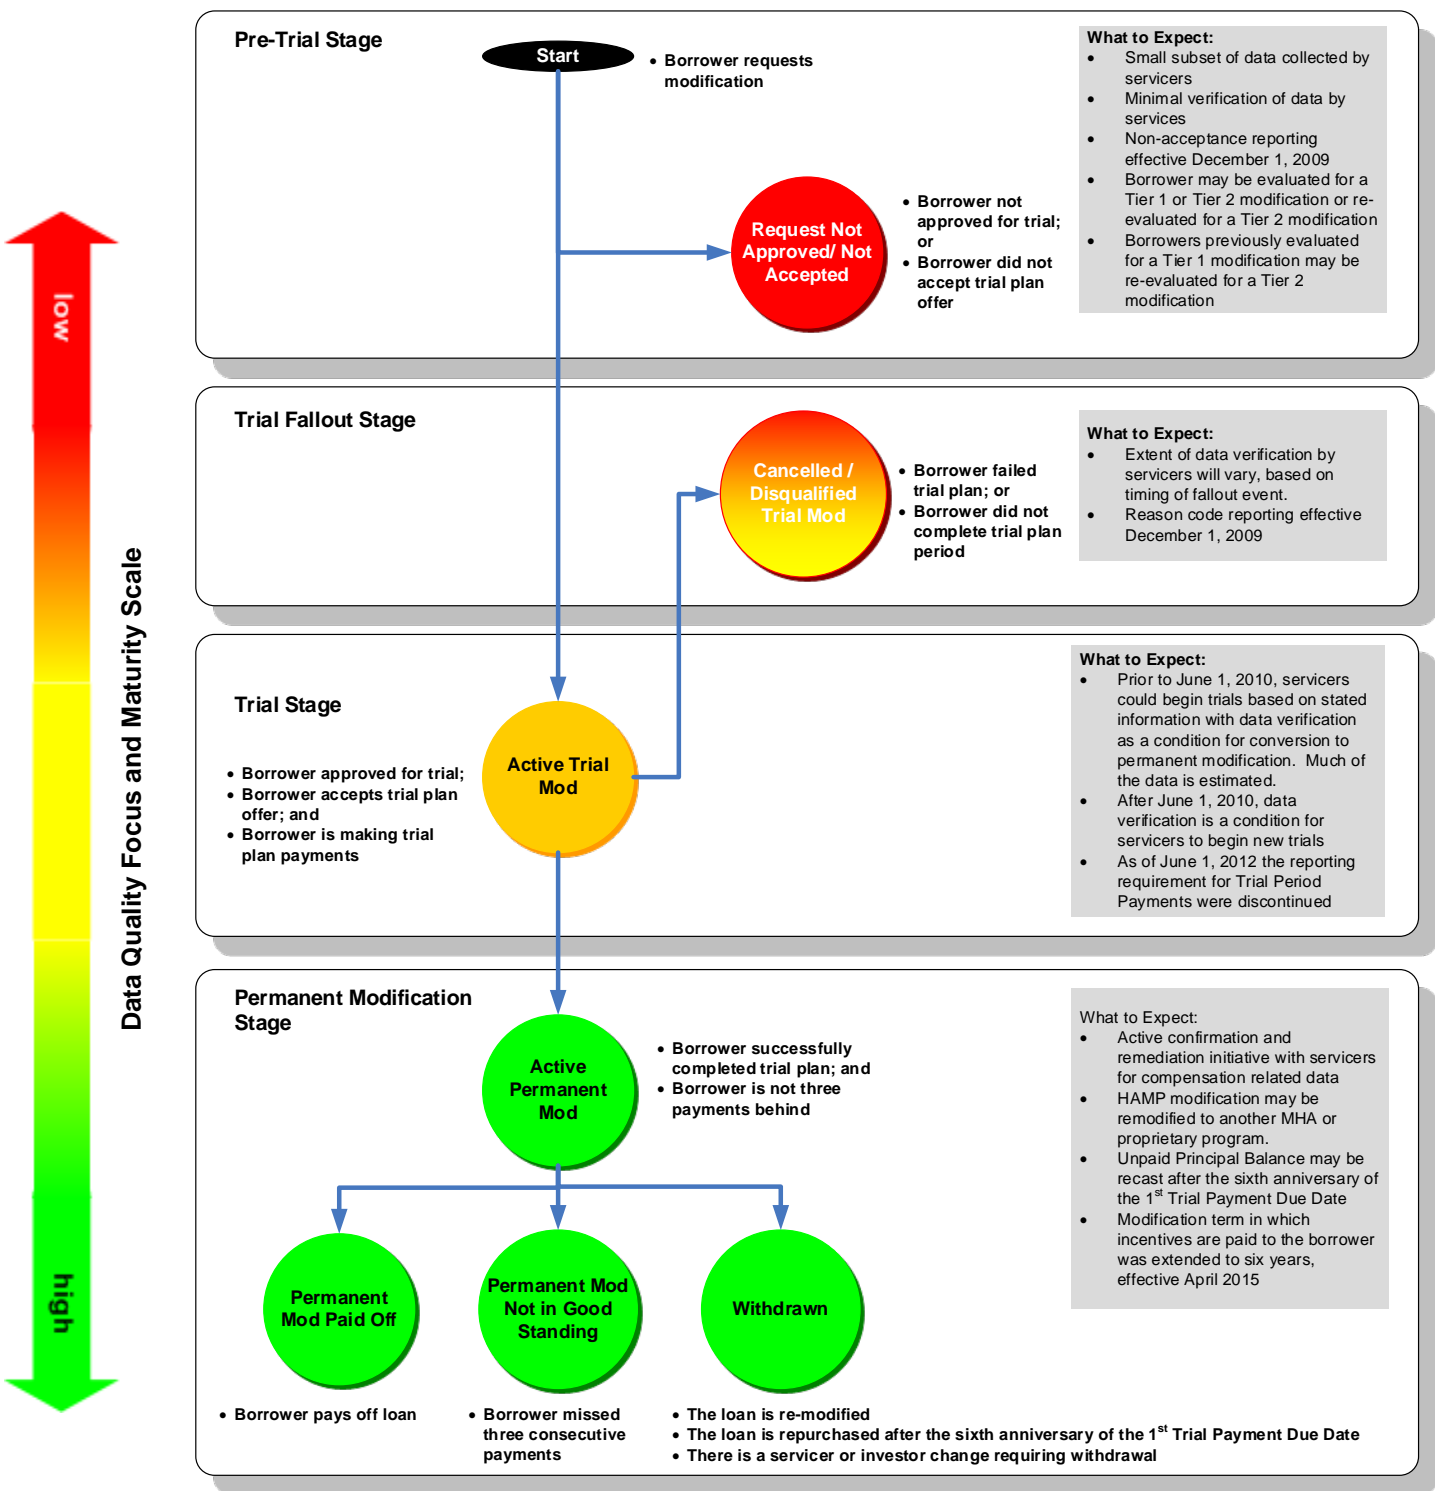 Pre-Trial Stage
Start
• Borrower requests
modification
Request Not
Approved/ Not
Accepted
• Borrower not
approved for trial;
or
• Borrower did not
accept trial plan
offer
What to Expect:
• Small subset of data collected by
servicers
• Minimal verification of data by
services
• Non-acceptance reporting
effective December 1, 2009
• Borrower may be evaluated for a
Tier 1 or Tier 2 modification or re-
evaluated for a Tier 2 modification
• Borrowers previously evaluated
for a Tier 1 modification may be
re-evaluated for a Tier 2
modification
low
Data Quality Focus and Maturity Scale
high
Trial Fallout Stage
Cancelled /
Disqualified
Trial Mod
• Borrower failed
trial plan; or
• Borrower did not
complete trial plan
period
What to Expect:
• Extent of data verification by
servicers will vary, based on
timing of fallout event.
• Reason code reporting effective
December 1, 2009
Trial Stage
• Borrower approved for trial;
• Borrower accepts trial plan
offer; and
• Borrower is making trial
plan payments
Active Trial
Mod
What to Expect:
• Prior to June 1, 2010, servicers
could begin trials based on stated
information with data verification
as a condition for conversion to
permanent modification. Much of
the data is estimated.
• After June 1, 2010, data
verification is a condition for
servicers to begin new trials
• As of June 1, 2012 the reporting
requirement for Trial Period
Payments were discontinued
Permanent Modification
Stage
Active
Permanent
Mod
• Borrower successfully
completed trial plan; and
• Borrower is not three
payments behind
What to Expect:
• Active confirmation and
remediation initiative with servicers
for compensation related data
• HAMP modification may be
remodified to another MHA or
proprietary program.
• Unpaid Principal Balance may be
recast after the sixth anniversary of
the 1st Trial Payment Due Date
• Modification term in which
incentives are paid to the borrower
was extended to six years,
effective April 2015
Permanent
Mod Paid Off
Permanent Mod
Not in Good
Standing
Withdrawn
• Borrower pays off loan
• Borrower missed
three consecutive
payments
• The loan is re-modified
• The loan is repurchased after the sixth anniversary of the 1st Trial Payment Due Date
• There is a servicer or investor change requiring withdrawal